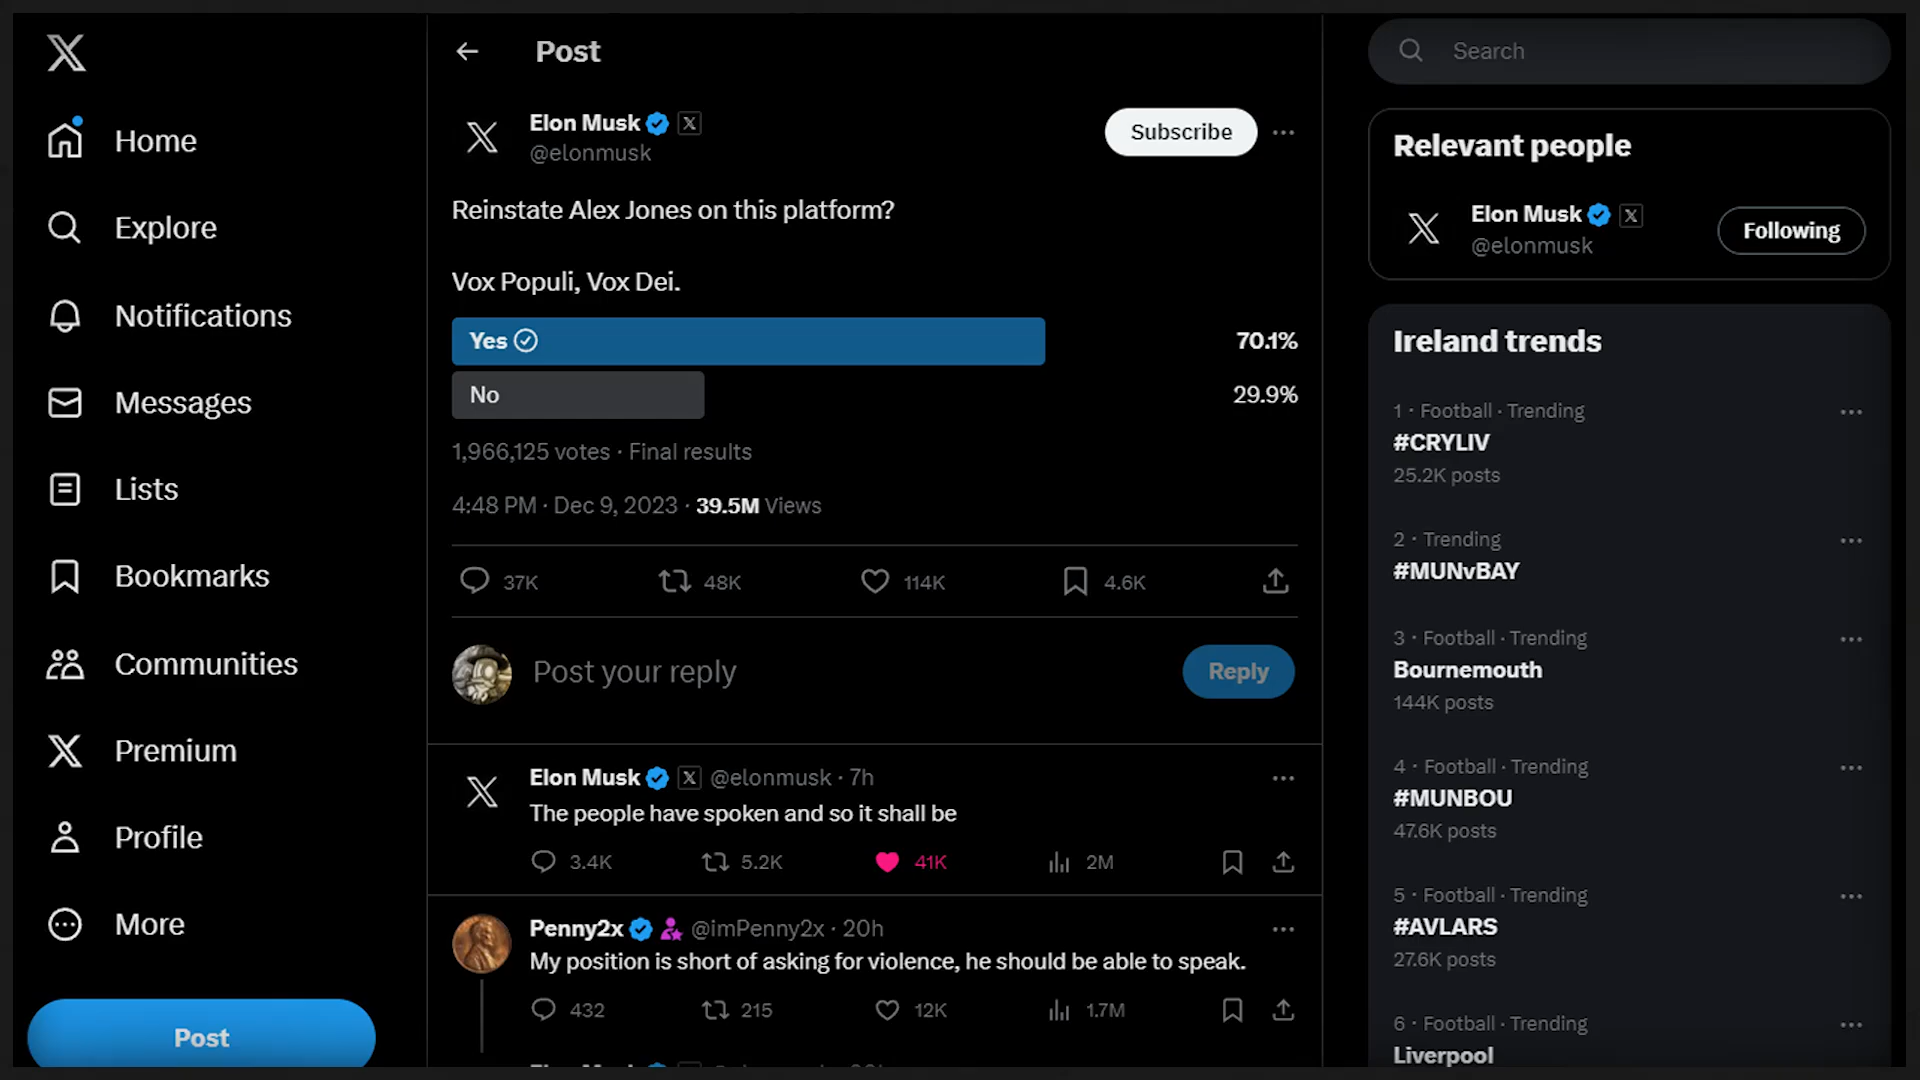 Home
Explore
Notifications
Messages
Lists
Bookmarks
Communities
Premium
Profile
More
Post
Post
Elon Musk
@elonmusk
Subscribe
Reinstate Alex Jones on this platform?
Vox Populi, Vox Dei.
Yes 70.1%
No 29.9%
1,966,125 votes · Final results
4:48 PM · Dec 9, 2023 · 39.5M Views
37K 48K 114K 4.6K
Post your reply
Reply
Elon Musk @elonmusk · 7h
The people have spoken and so it shall be
3.4K 5.2K 41K 2M
Penny2x @imPenny2x · 20h
My position is short of asking for violence, he should be able to speak.
432 215 12K 1.7M
Search
Relevant people
Elon Musk
@elonmusk
Following
Ireland trends
1 · Football · Trending
#CRYLIV
25.2K posts
2 · Trending
#MUNvBAY
3 · Football · Trending
Bournemouth
144K posts
4 · Football · Trending
#MUNBOU
47.6K posts
5 · Football · Trending
#AVLARS
27.6K posts
6 · Football · Trending
Liverpool